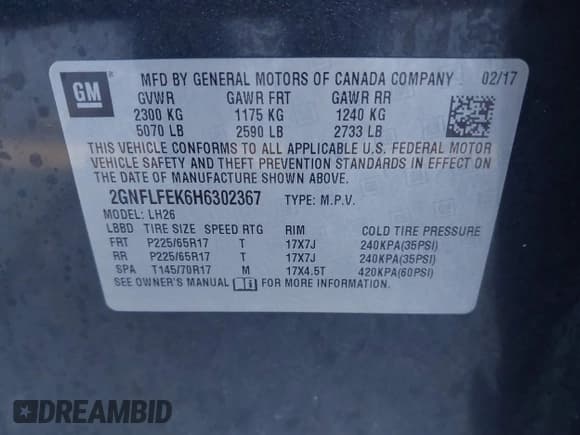 GM
MFD BY GENERAL MOTORS OF CANADA COMPANY 02/17
GVWR GAWR FRT GAWR RR
2300 KG 1175 KG 1240 KG
5070 LB 2590 LB 2733 LB
THIS VEHICLE CONFORMS TO ALL APPLICABLE U.S. FEDERAL MOTOR
VEHICLE SAFETY AND THEFT PREVENTION STANDARDS IN EFFECT ON
THE DATE OF MANUFACTURE SHOWN ABOVE.
2GNFLFEK6H6302367 TYPE: M.P.V.
MODEL: LH26
LBBD TIRE SIZE SPEED RTG RIM COLD TIRE PRESSURE
FRT P225/65R17 T 17X7J 240KPA(35PSI)
RR P225/65R17 T 17X7J 240KPA(35PSI)
SPA T145/70R17 M 17X4.5T 420KPA(60PSI)
SEE OWNER'S MANUAL FOR MORE INFORMATION.
DREAMBID